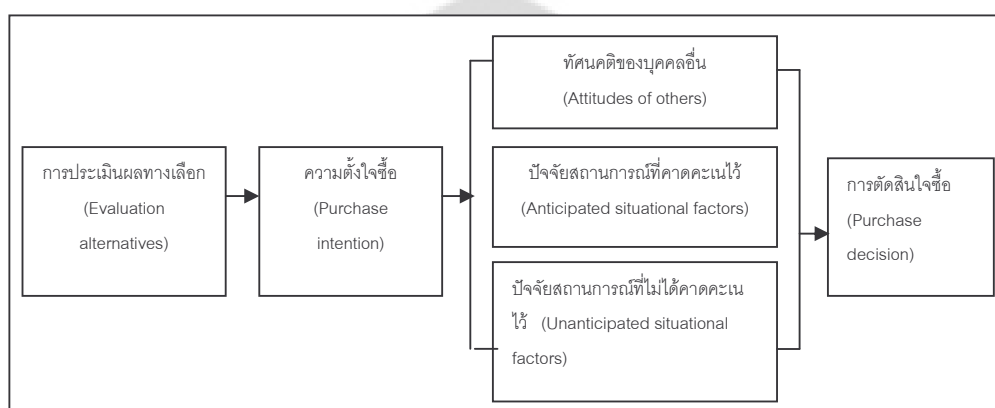 การประเมินผลทางเลือก
(Evaluation
alternatives)
ความตั้งใจซื้อ
(Purchase
intention)
ทัศนคติของบุคคลอื่น
(Attitudes of others)
ปัจจัยสถานการณ์ที่คาดคะเนไว้
(Anticipated situational factors)
ปัจจัยสถานการณ์ที่ไม่ได้คาดคะเน
ไว้ (Unanticipated situational
factors)
การตัดสินใจซื้อ
(Purchase
decision)